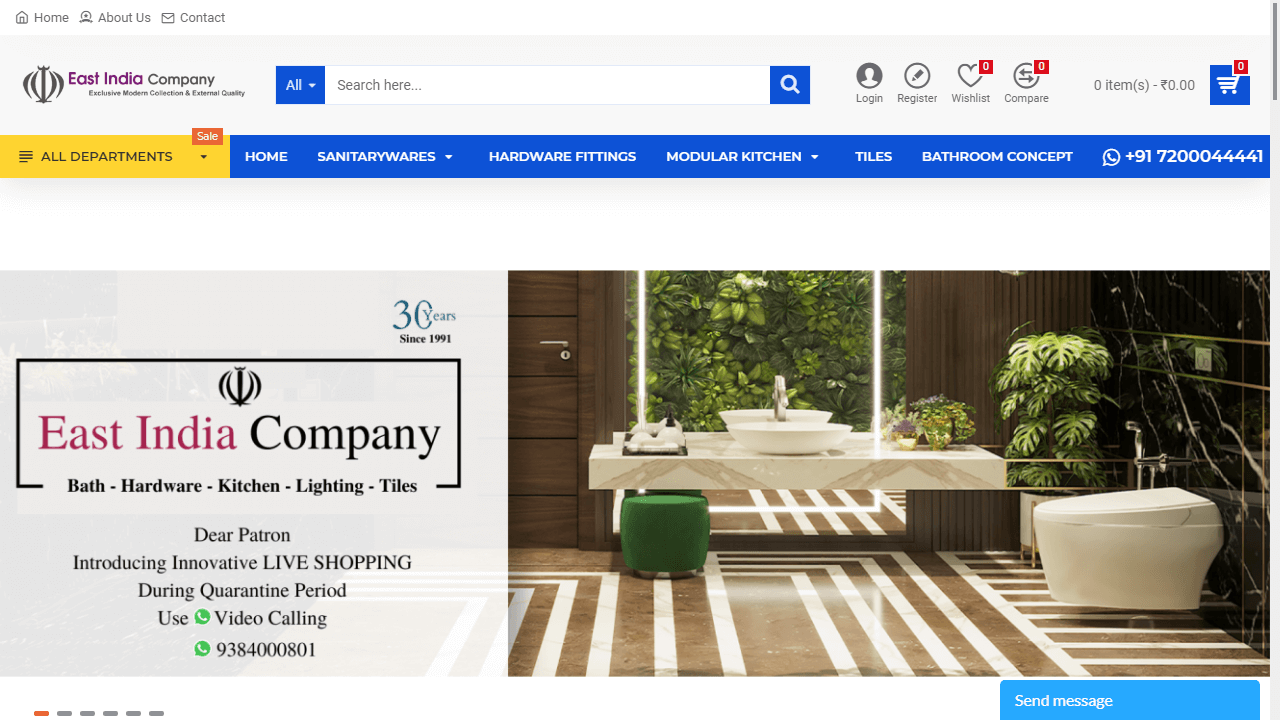 Home About Us Contact
East India Company
Exclusive Modern Collection & External Quality
All Search here...
0 0
Login Register Wishlist Compare
0 item(s) - ₹0.00
0
Sale
ALL DEPARTMENTS HOME SANITARYWARES HARDWARE FITTINGS MODULAR KITCHEN TILES BATHROOM CONCEPT +91 7200044441
30 Years
Since 1991
East India Company
Bath - Hardware - Kitchen - Lighting - Tiles
Dear Patron
Introducing Innovative LIVE SHOPPING
During Quarantine Period
Use Video Calling
9384000801
Send message